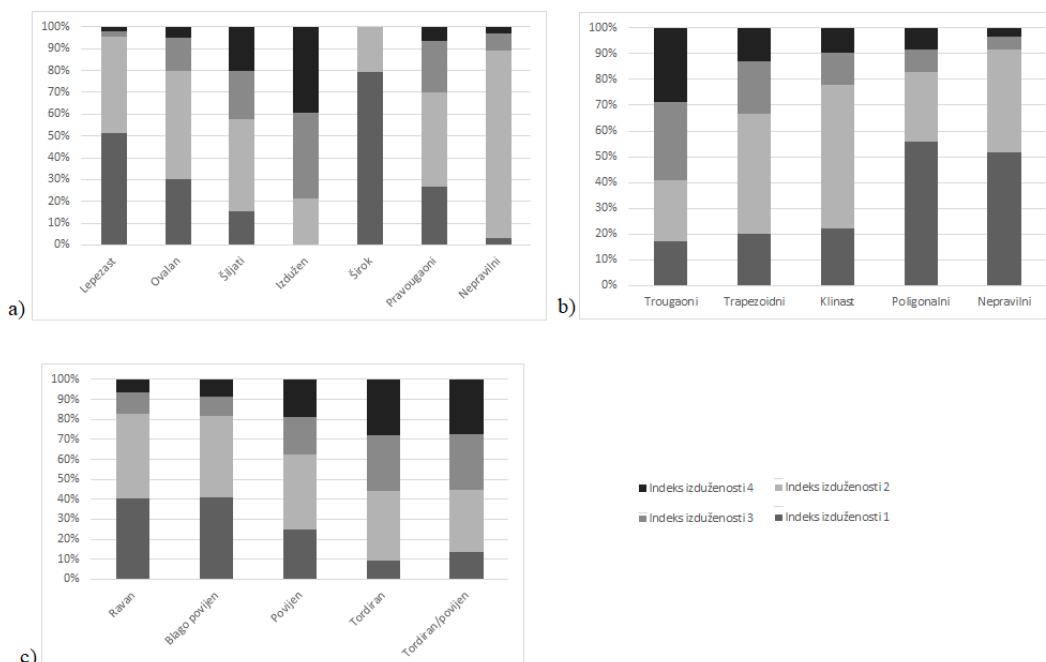 100%
90%
80%
70%
60%
50%
40%
30%
20%
10%
0%
Lepezast
Ovalan
Šiljati
Izdužen
Širok
Pravougaoni
Nepravilni
a)
100%
90%
80%
70%
60%
50%
40%
30%
20%
10%
0%
Trougaoni Trapezoidni Klinast Poligonalni Nepravilni
b)
100%
90%
80%
70%
60%
50%
40%
30%
20%
10%
0%
Ravan
Blago povijen
Povijen
Tordiran
Tordiran/povijen
c)
Indeks izduženosti 4 Indeks izduženosti 2
Indeks izduženosti 3 Indeks izduženosti 1